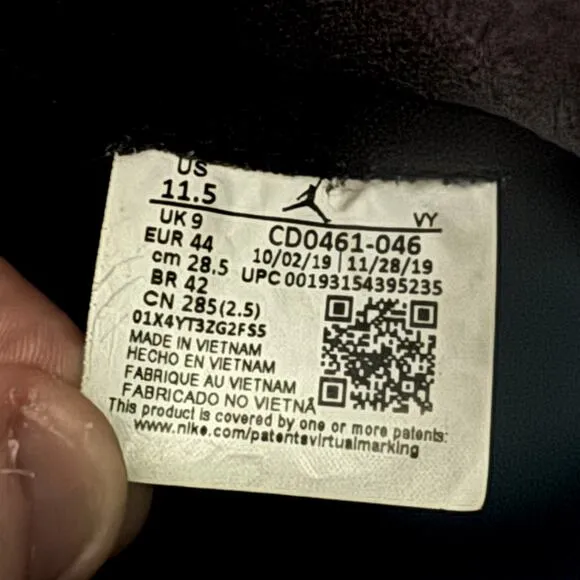 US
11.5
VY
UK 9
CD0461-046
EUR 44
10/02/19 | 11/28/19
cm 28.5
UPC 00193154395235
BR 42
CN 285(2.5)
01X4YT3ZG2FS5
MADE IN VIETNAM
HECHO EN VIETNAM
FABRIQUE AU VIETNAM
FABRICADO NO VIETNÃ
This product is covered by one or more patents:
www.nike.com/patentsvirtualmarking